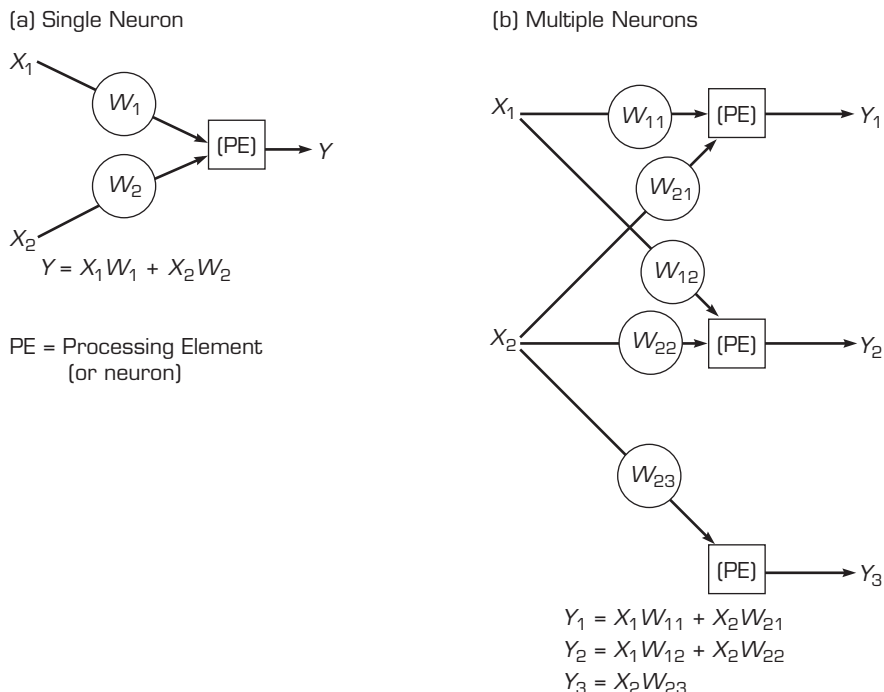 (a) Single Neuron
X1
W1
(PE)
Y
W2
X2
Y = X1W1 + X2W2
PE = Processing Element
(or neuron)
(b) Multiple Neurons
X1
W11
(PE)
Y1
W21
W12
X2
W22
(PE)
Y2
W23
(PE)
Y3
Y1 = X1W11 + X2W21
Y2 = X1W12 + X2W22
Y3 = X2W23